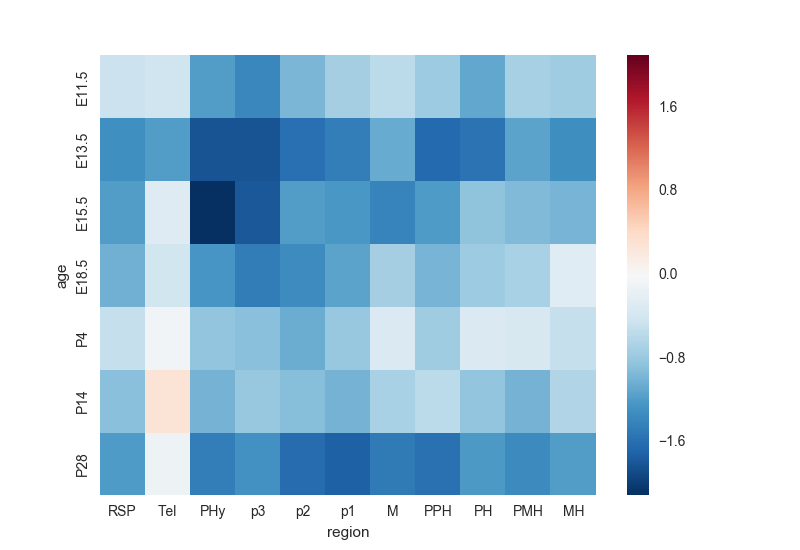 E11.5
E13.5
E15.5
E18.5
P4
P14
P28
age
RSP Tel PHy p3 p2 p1 M PPH PH PMH MH
region
1.6
0.8
0.0
−0.8
−1.6